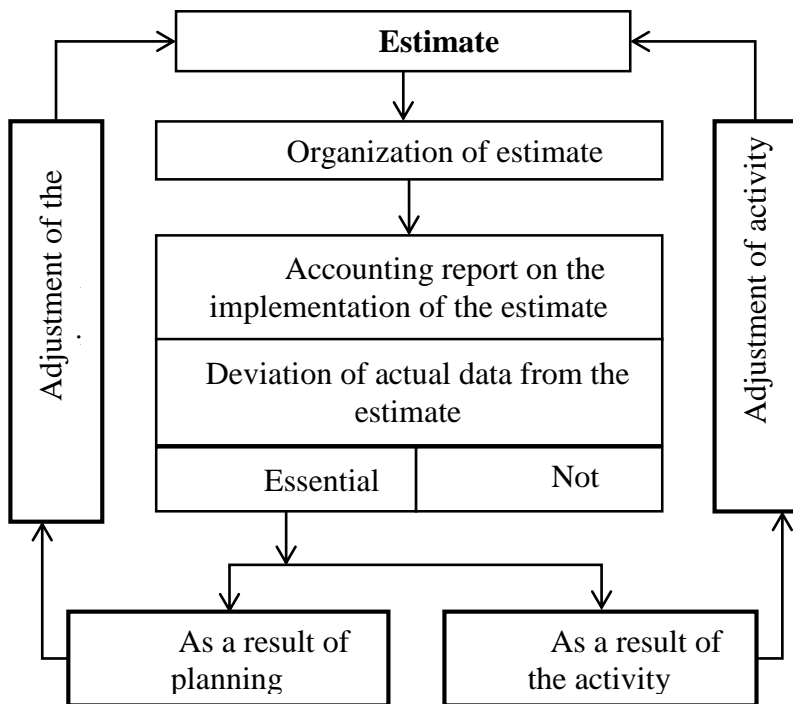 Estimate
Organization of estimate
Accounting report on the
implementation of the estimate
Deviation of actual data from the
estimate
Essential
Not
As a result of
planning
As a result of
the activity
Adjustment of the
Adjustment of activity